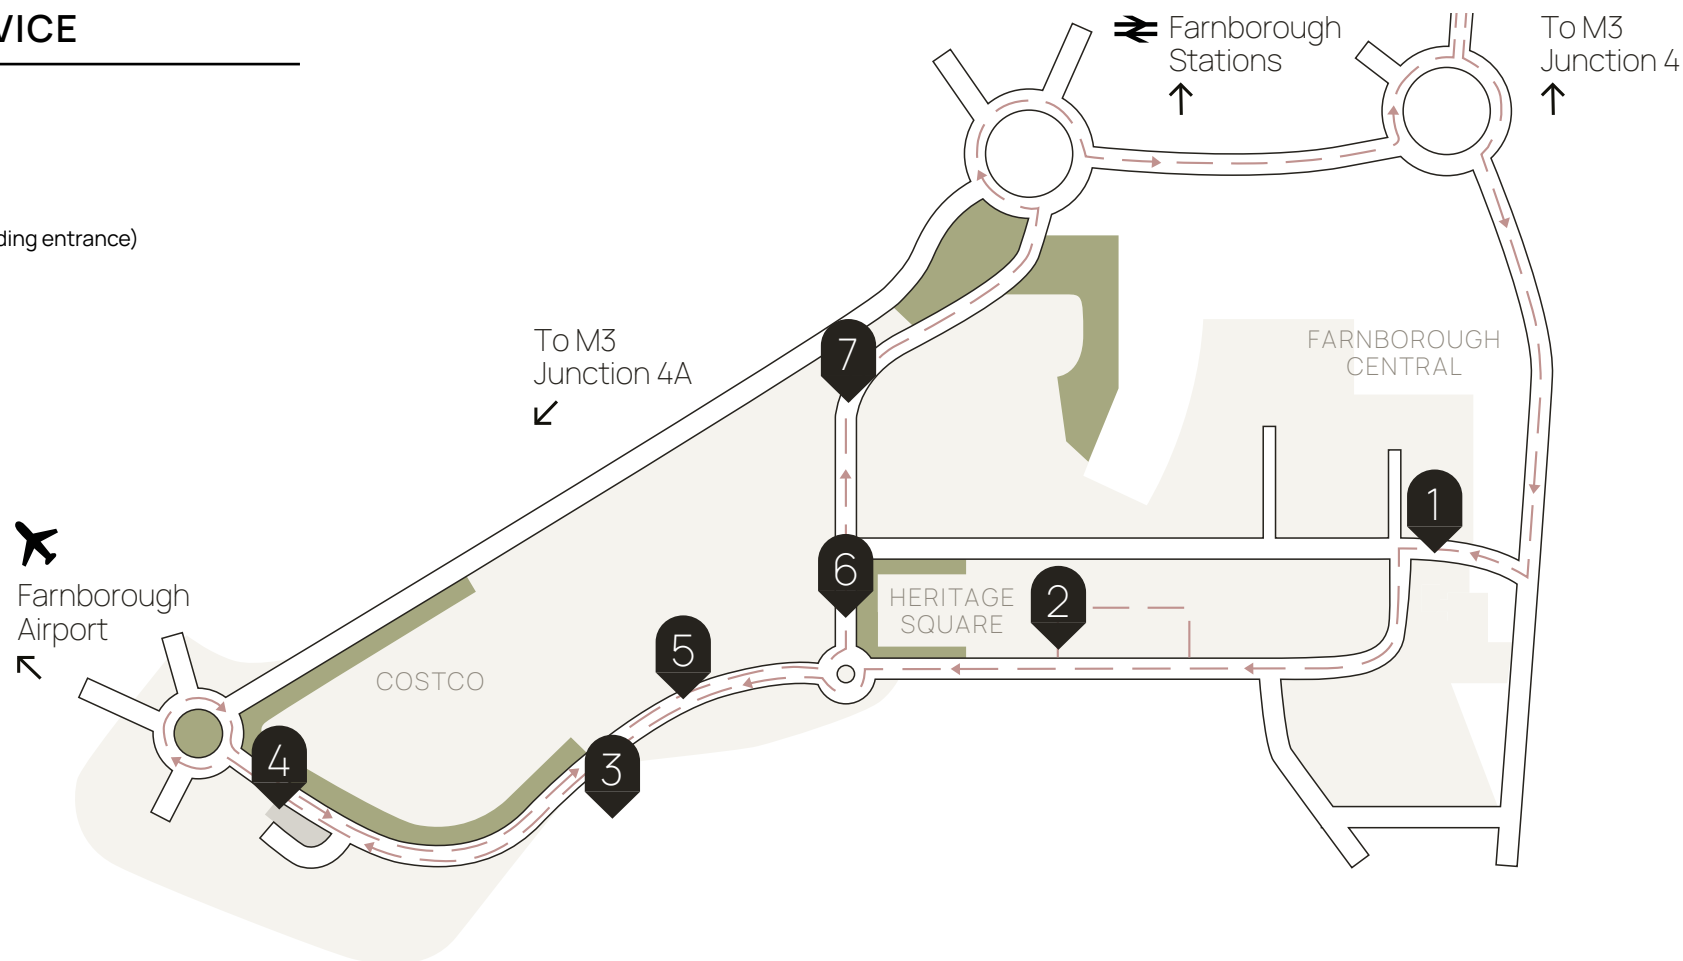 VICE
ding entrance)
Farnborough
Stations
To M3
Junction 4
To M3
Junction 4A
FARNBOROUGH
CENTRAL
Farnborough
Airport
COSTCO
HERITAGE
SQUARE
7
1
6
2
5
4
3